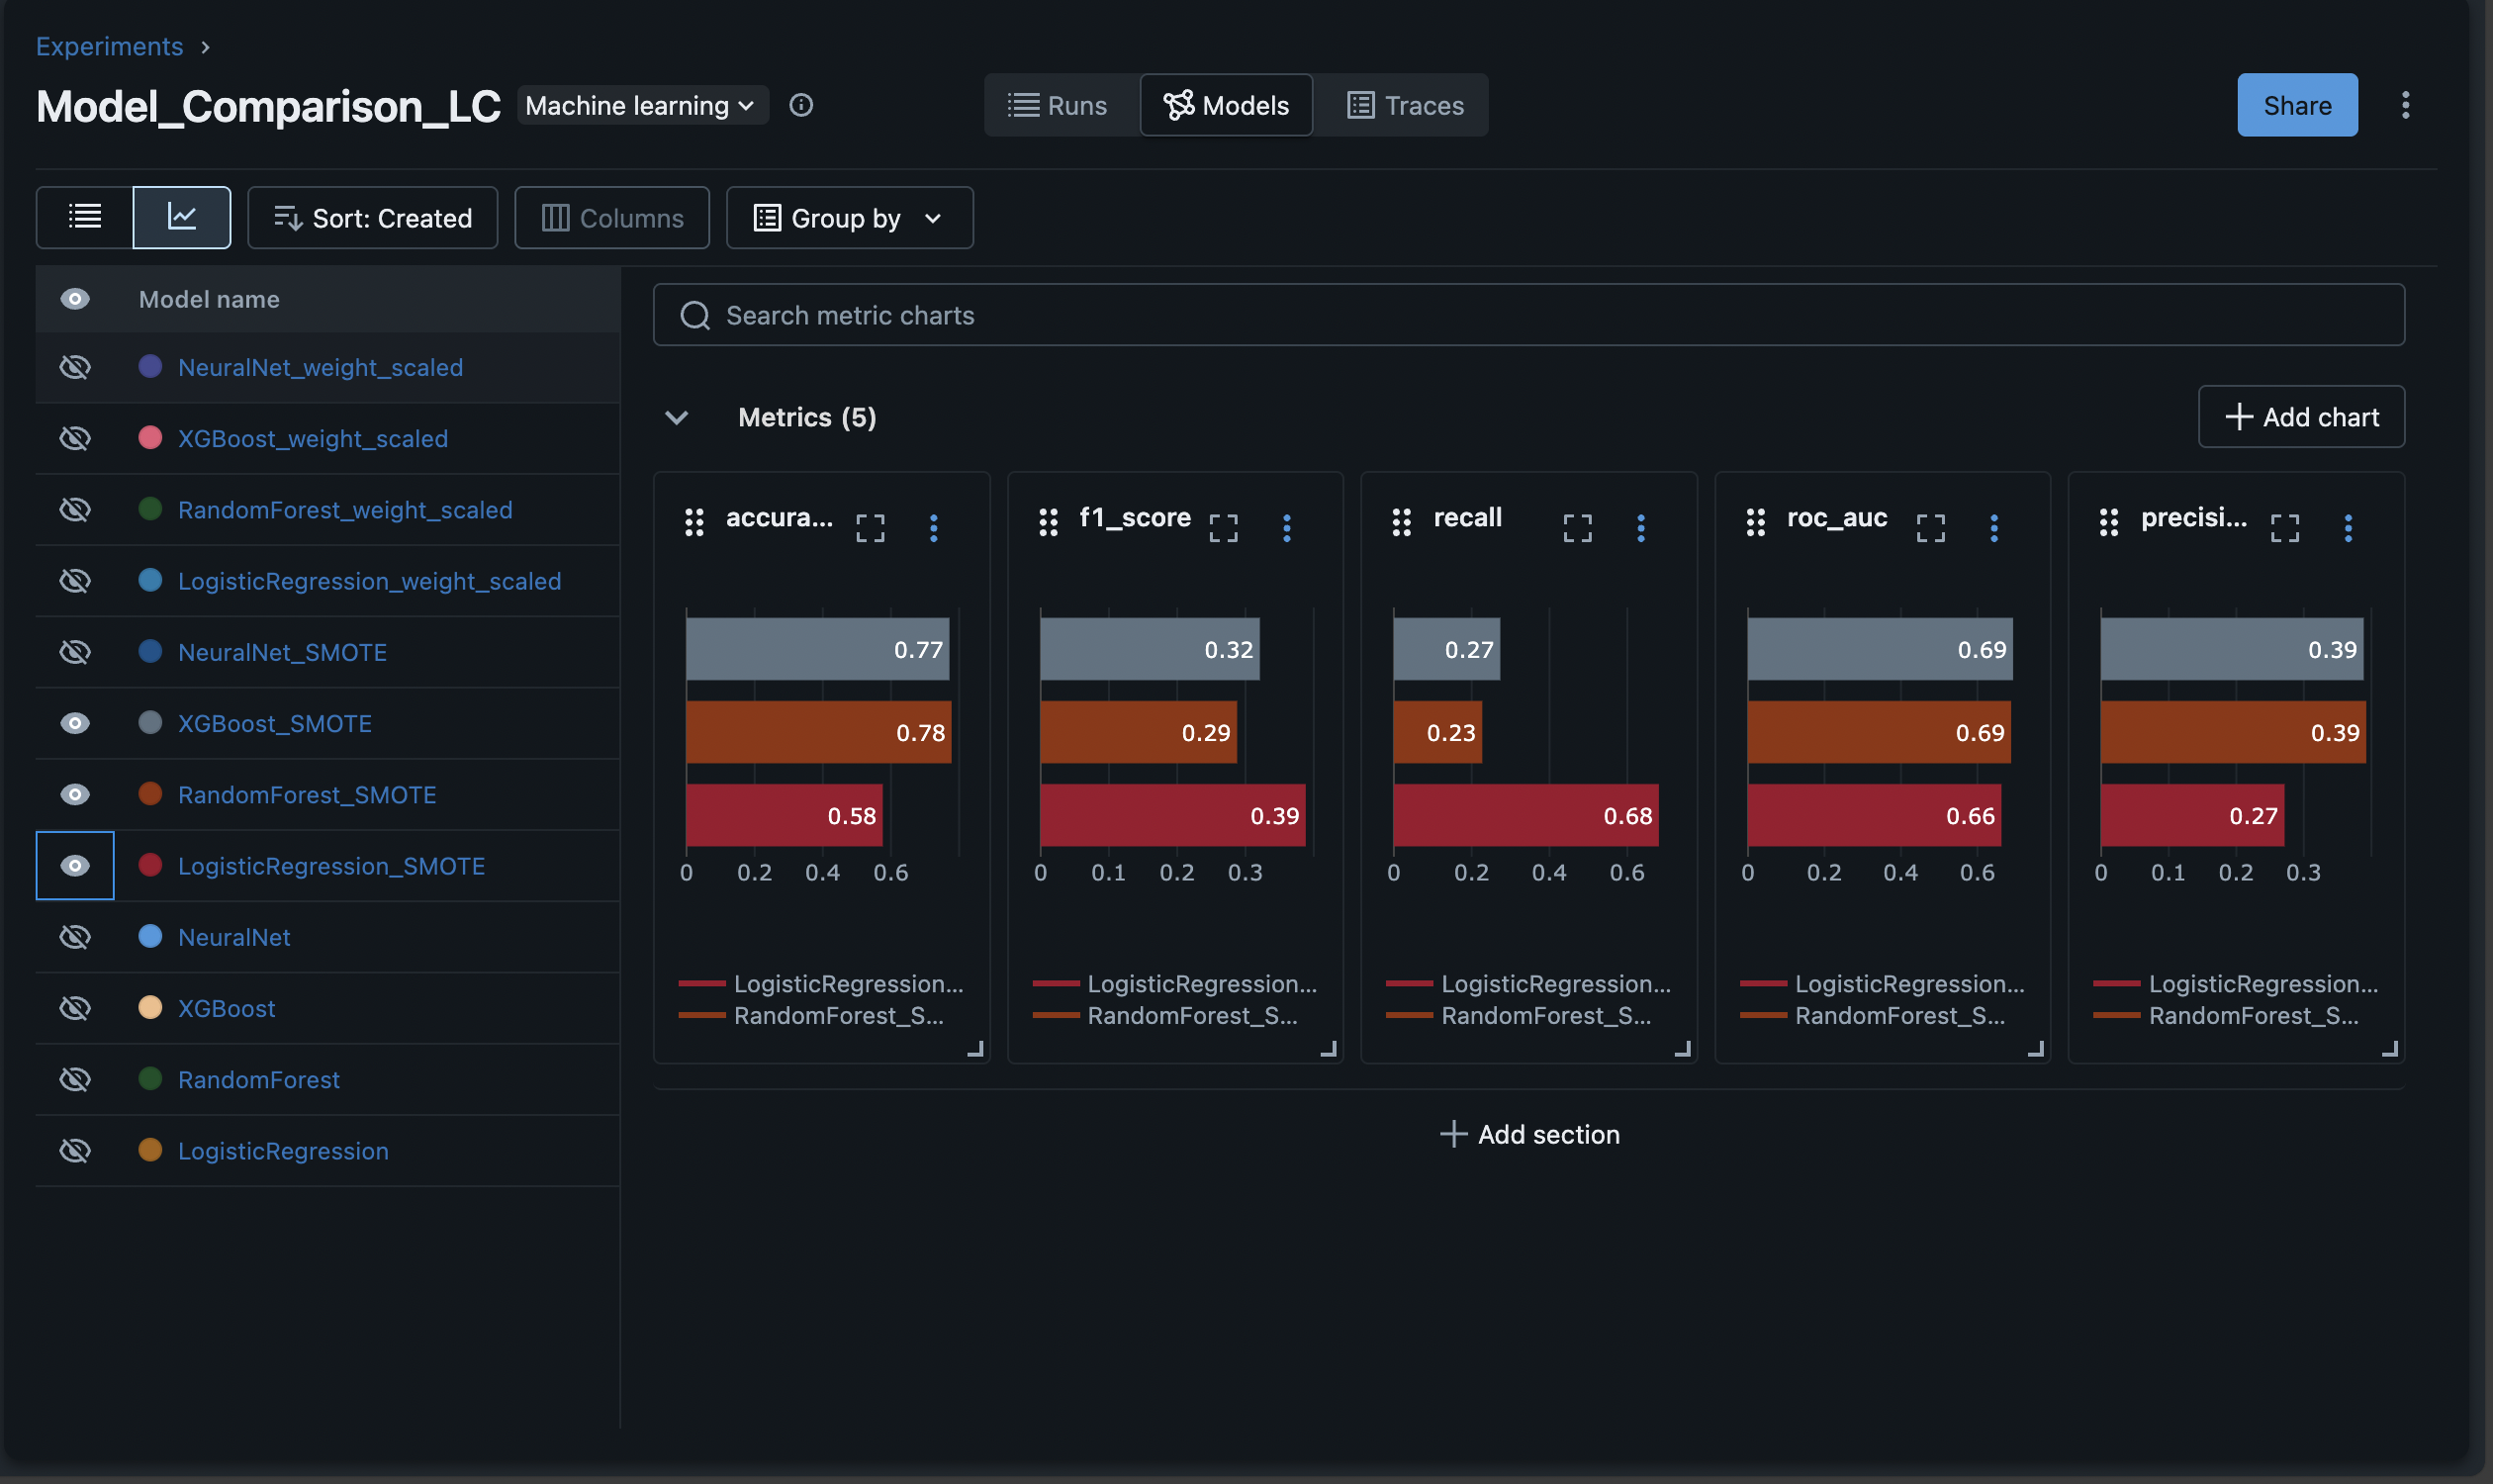 Experiments >
Model_Comparison_LC Machine learning
Runs Models Traces
Share
Sort: Created Columns Group by
Model name
NeuralNet_weight_scaled
XGBoost_weight_scaled
RandomForest_weight_scaled
LogisticRegression_weight_scaled
NeuralNet_SMOTE
XGBoost_SMOTE
RandomForest_SMOTE
LogisticRegression_SMOTE
NeuralNet
XGBoost
RandomForest
LogisticRegression
Search metric charts
Metrics (5)
Add chart
accura...
0.77
0.78
0.58
0 0.2 0.4 0.6
LogisticRegression...
RandomForest_S...
f1_score
0.32
0.29
0.39
0 0.1 0.2 0.3
LogisticRegression...
RandomForest_S...
recall
0.27
0.23
0.68
0 0.2 0.4 0.6
LogisticRegression...
RandomForest_S...
roc_auc
0.69
0.69
0.66
0 0.2 0.4 0.6
LogisticRegression...
RandomForest_S...
precisi...
0.39
0.39
0.27
0 0.1 0.2 0.3
LogisticRegression...
RandomForest_S...
Add section